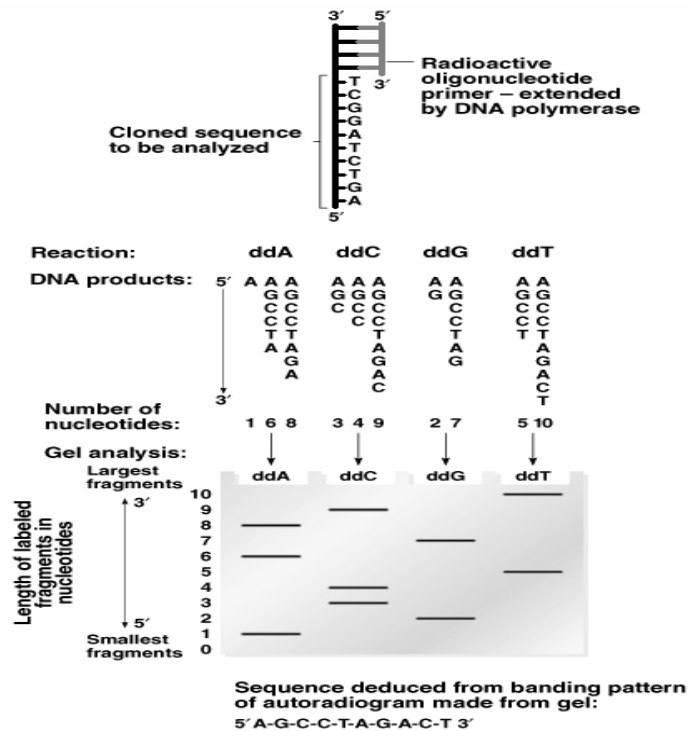 3′ 5′
Radioactive
oligonucleotide
primer – extended
by DNA polymerase
3′
T
C
G
G
A
T
C
T
G
A
Cloned sequence
to be analyzed
5′
Reaction: ddA ddC ddG ddT
DNA products: 5′ A A A A A A A A A A
G G G G G G G G G
C C C C C C C C
C C C C C C C
T T T T T T
A A A A A
G G G G
A A A
C C
T
3′
Number of
nucleotides: 1 6 8 3 4 9 2 7 5 10
Gel analysis:
Largest
fragments
ddA ddC ddG ddT
Length of labeled
fragments in
nucleotides
3′
5′
Smallest
fragments
10
9
8
7
6
5
4
3
2
1
0
Sequence deduced from banding pattern
of autoradiogram made from gel:
5′A-G-C-C-T-A-G-A-C-T 3′